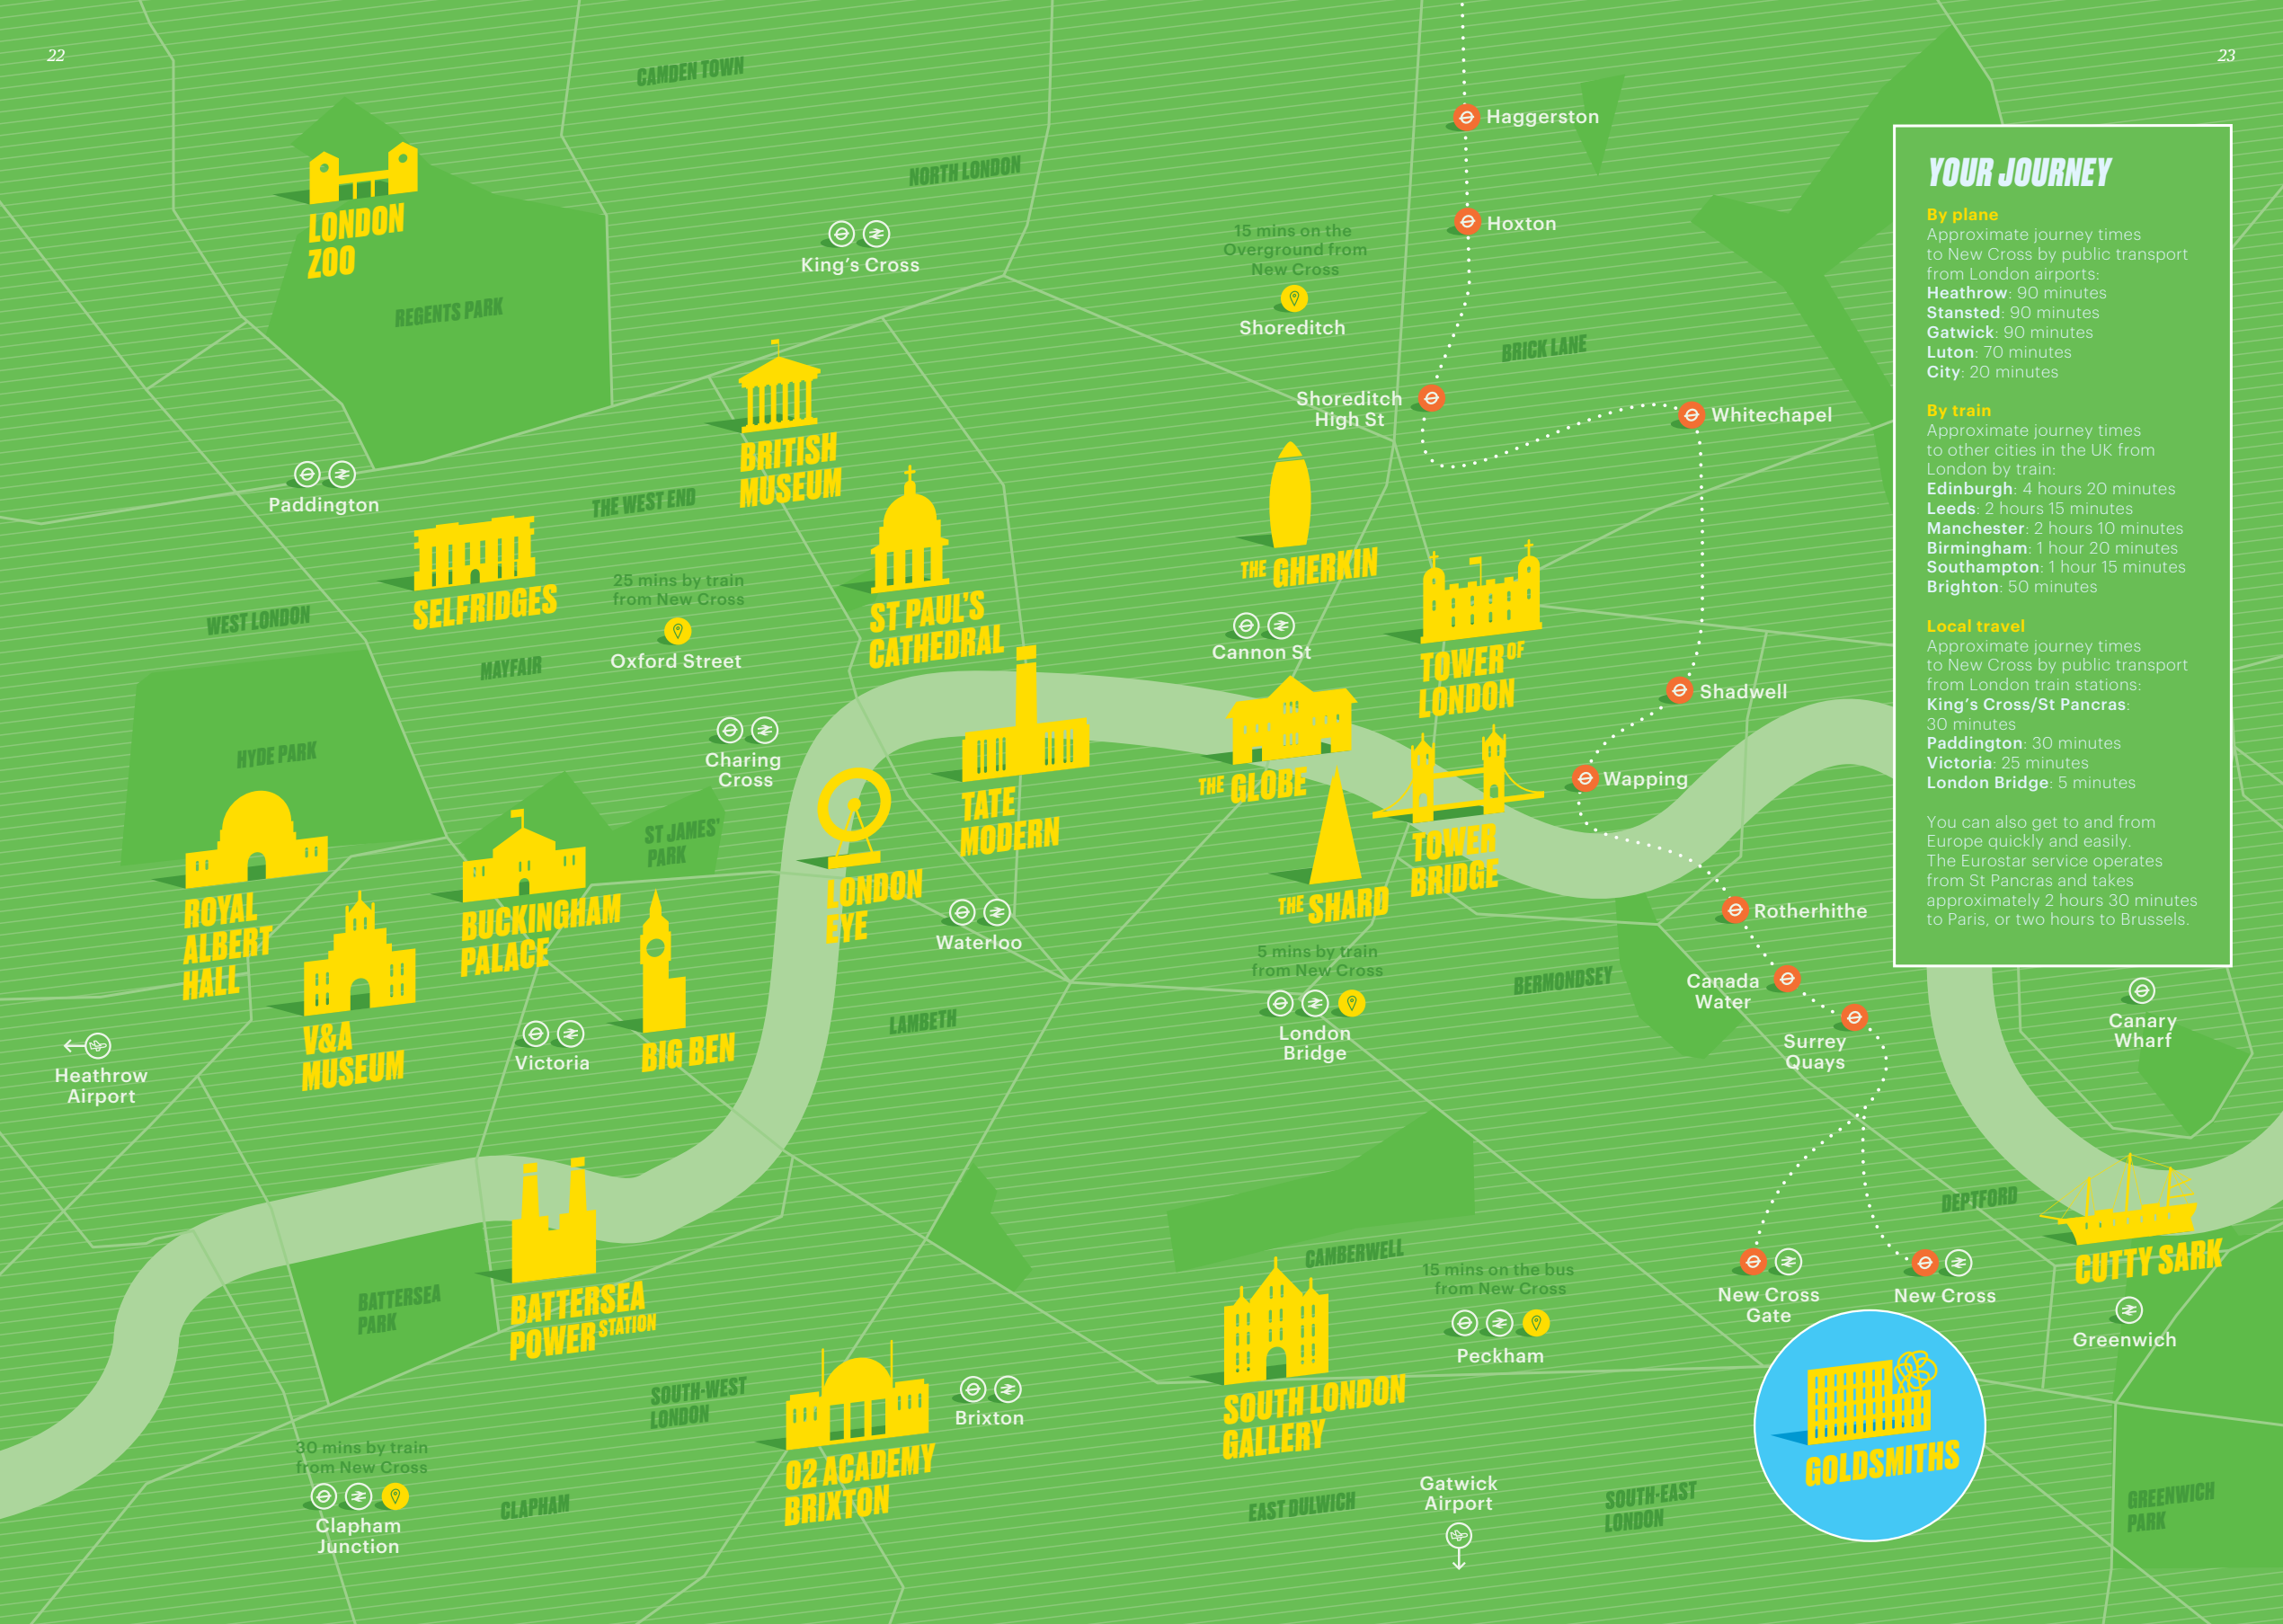 22
23
CAMDEN TOWN
Haggerston
LONDON
ZOO
NORTH LONDON
King's Cross
Hoxton
15 mins on the
Overground from
New Cross
Shoreditch
REGENTS PARK
BRICK LANE
Shoreditch
High St
Whitechapel
BRITISH
MUSEUM
Paddington
THE WEST END
SELFRIDGES
25 mins by train
from New Cross
Oxford Street
ST PAUL'S
CATHEDRAL
THE GHERKIN
Cannon St
TOWER OF
LONDON
WEST LONDON
MAYFAIR
Shadwell
HYDE PARK
Charing
Cross
TATE
MODERN
THE GLOBE
Wapping
TOWER
BRIDGE
ST JAMES'
PARK
ROYAL
ALBERT
HALL
BUCKINGHAM
PALACE
LONDON
EYE
THE SHARD
Waterloo
Rotherhithe
5 mins by train
from New Cross
London
Bridge
BERMONDSEY
Canada
Water
Surrey
Quays
LAMBETH
V&A
MUSEUM
Victoria
BIG BEN
Heathrow
Airport
Canary
Wharf
DEPTFORD
CUTTY SARK
Greenwich
BATTERSEA
PARK
BATTERSEA
POWER STATION
CAMBERWELL
15 mins on the bus
from New Cross
Peckham
New Cross
Gate
New Cross
SOUTH-WEST
LONDON
Brixton
O2 ACADEMY
BRIXTON
SOUTH LONDON
GALLERY
GOLDSMITHS
30 mins by train
from New Cross
Clapham
Junction
CLAPHAM
EAST DULWICH
Gatwick
Airport
SOUTH-EAST
LONDON
GREENWICH
PARK
YOUR JOURNEY
By plane
Approximate journey times
to New Cross by public transport
from London airports:
Heathrow: 90 minutes
Stansted: 90 minutes
Gatwick: 90 minutes
Luton: 70 minutes
City: 20 minutes
By train
Approximate journey times
to other cities in the UK from
London by train:
Edinburgh: 4 hours 20 minutes
Leeds: 2 hours 15 minutes
Manchester: 2 hours 10 minutes
Birmingham: 1 hour 20 minutes
Southampton: 1 hour 15 minutes
Brighton: 50 minutes
Local travel
Approximate journey times
to New Cross by public transport
from London train stations:
King's Cross/St Pancras:
30 minutes
Paddington: 30 minutes
Victoria: 25 minutes
London Bridge: 5 minutes
You can also get to and from
Europe quickly and easily.
The Eurostar service operates
from St Pancras and takes
approximately 2 hours 30 minutes
to Paris, or two hours to Brussels.